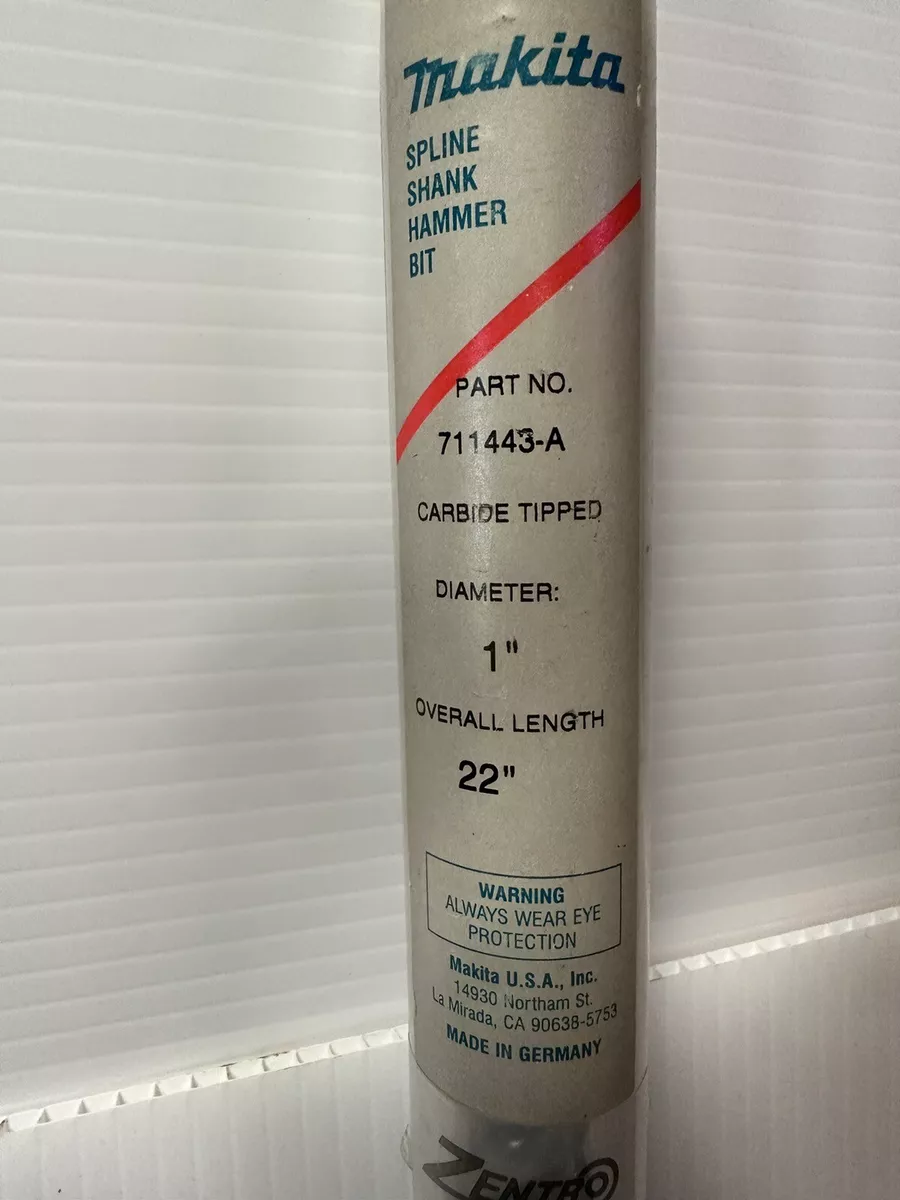 Makita
SPLINE
SHANK
HAMMER
BIT
PART NO.
711443-A
CARBIDE TIPPED
DIAMETER:
1"
OVERALL LENGTH
22"
WARNING
ALWAYS WEAR EYE
PROTECTION
Makita U.S.A., Inc.
14930 Northam St.
La Mirada, CA 90638-5753
MADE IN GERMANY
ZENTRO